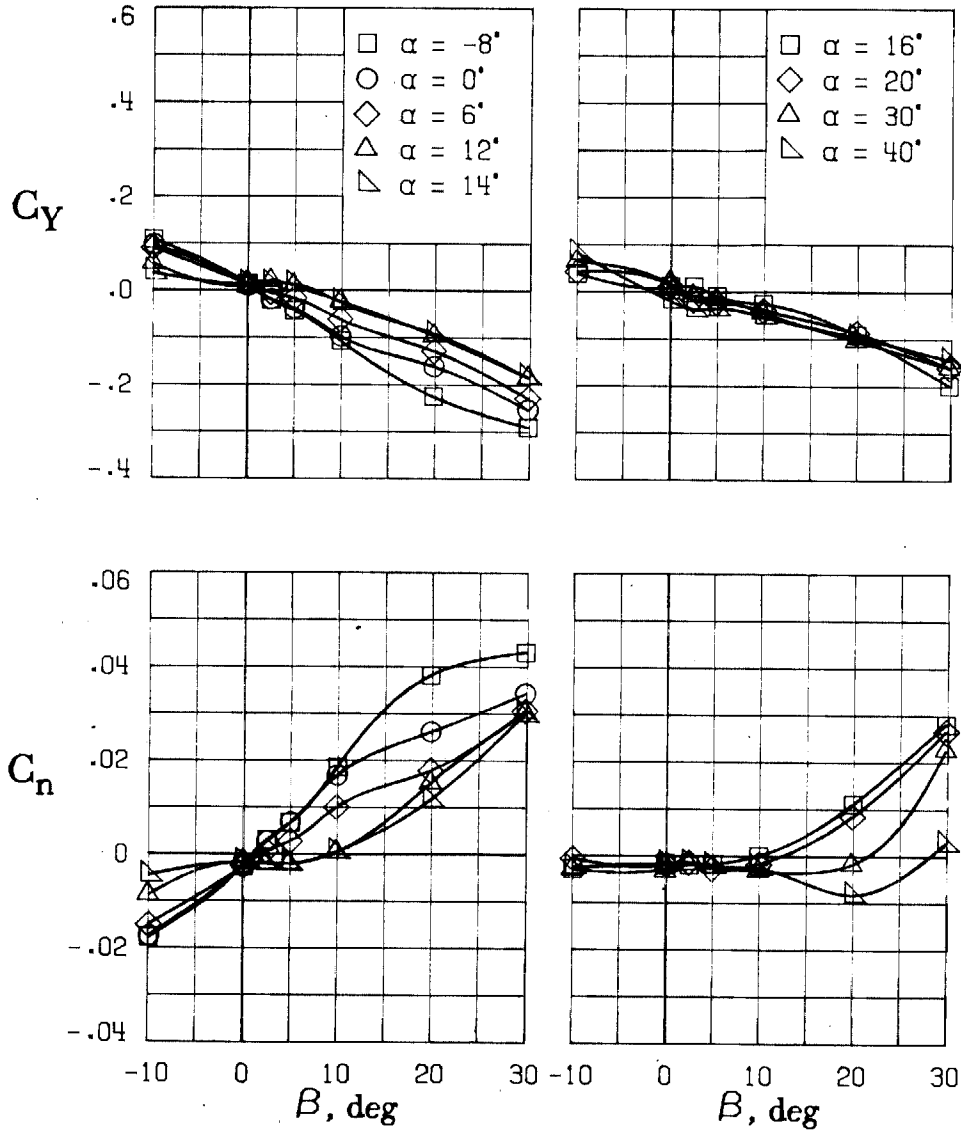 .6
.4
.2
.0
-.2
-.4
C_Y
□ α = -8°
○ α = 0°
◇ α = 6°
△ α = 12°
◺ α = 14°
□ α = 16°
◇ α = 20°
△ α = 30°
◺ α = 40°
.06
.04
.02
0
-.02
-.04
C_n
-10 0 10 20 30
β, deg
-10 0 10 20 30
β, deg